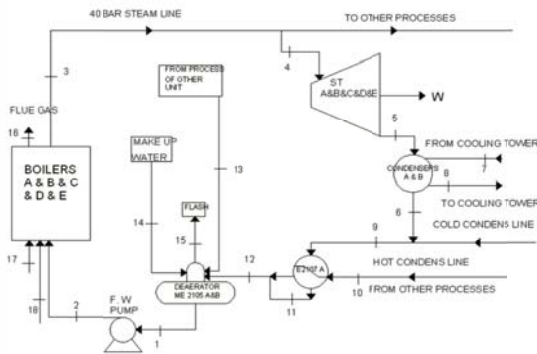 40 BAR STEAM LINE
TO OTHER PROCESSES
3
4
FROM PROCESS
OF OTHER
UNIT
ST
A&B&C&D&E
W
FLUE GAS
16
5
FROM COOLING TOWER
7
MAKE UP
WATER
BOILERS
A & B & C
& D & E
CONDENSERS
A & B
8
TO COOLING TOWER
13
FLASH
6
9
COLD CONDENS LINE
14
15
17
12
E2107 A
HOT CONDENS LINE
10
FROM OTHER PROCESSES
DEAERATOR
ME 2105 A&B
11
18
2
F. W
PUMP
1